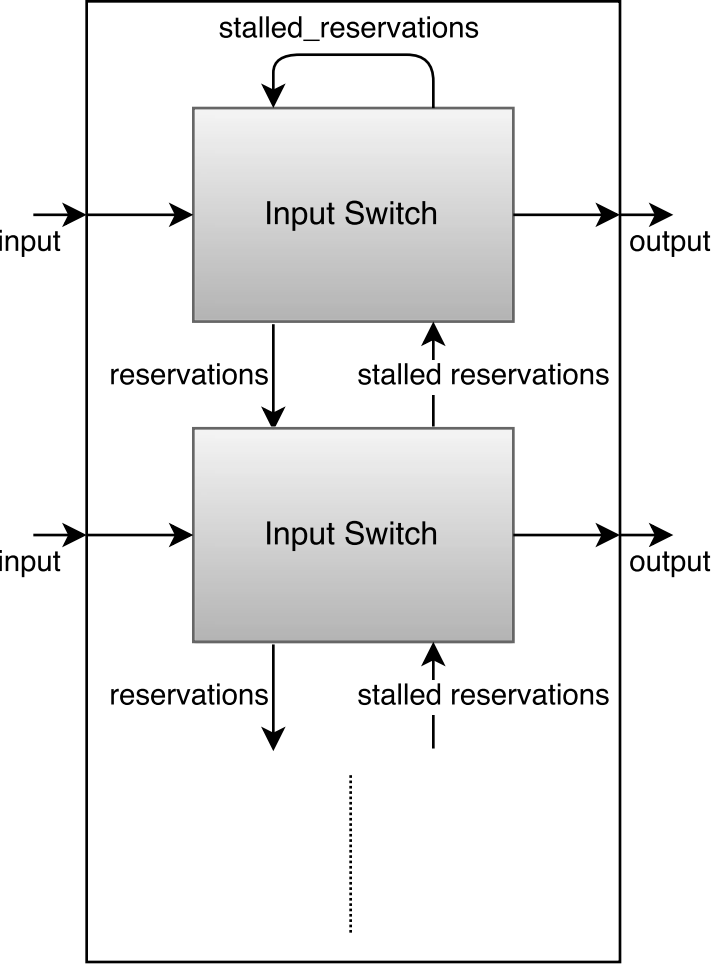 stalled_reservations
Input Switch
input
output
reservations
stalled reservations
Input Switch
input
output
reservations
stalled reservations